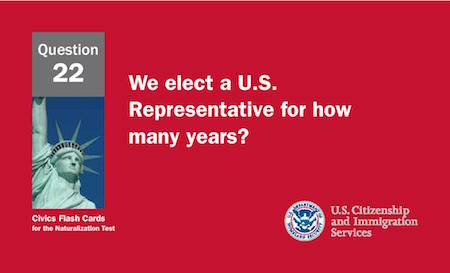 Question
22
We elect a U.S.
Representative for how
many years?
Civics Flash Cards
for the Naturalization Test
U.S. Citizenship
and Immigration
Services